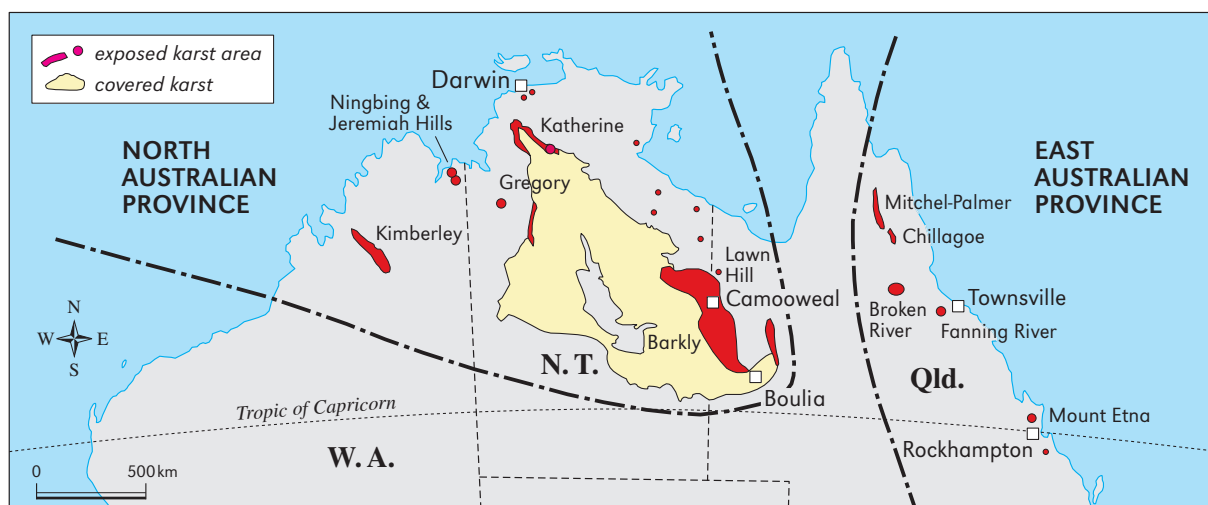 exposed karst area
covered karst
Darwin
Ningbing &
Jeremiah Hills
Katherine
NORTH
AUSTRALIAN
PROVINCE
EAST
AUSTRALIAN
PROVINCE
Gregory
Mitchel-Palmer
Kimberley
Chillagoe
Lawn
Hill
Camooweal
Townsville
Broken
River
Fanning River
N
W
E
S
Barkly
N. T.
Qld.
Boulia
Tropic of Capricorn
Mount Etna
Rockhampton
W. A.
0
500 km